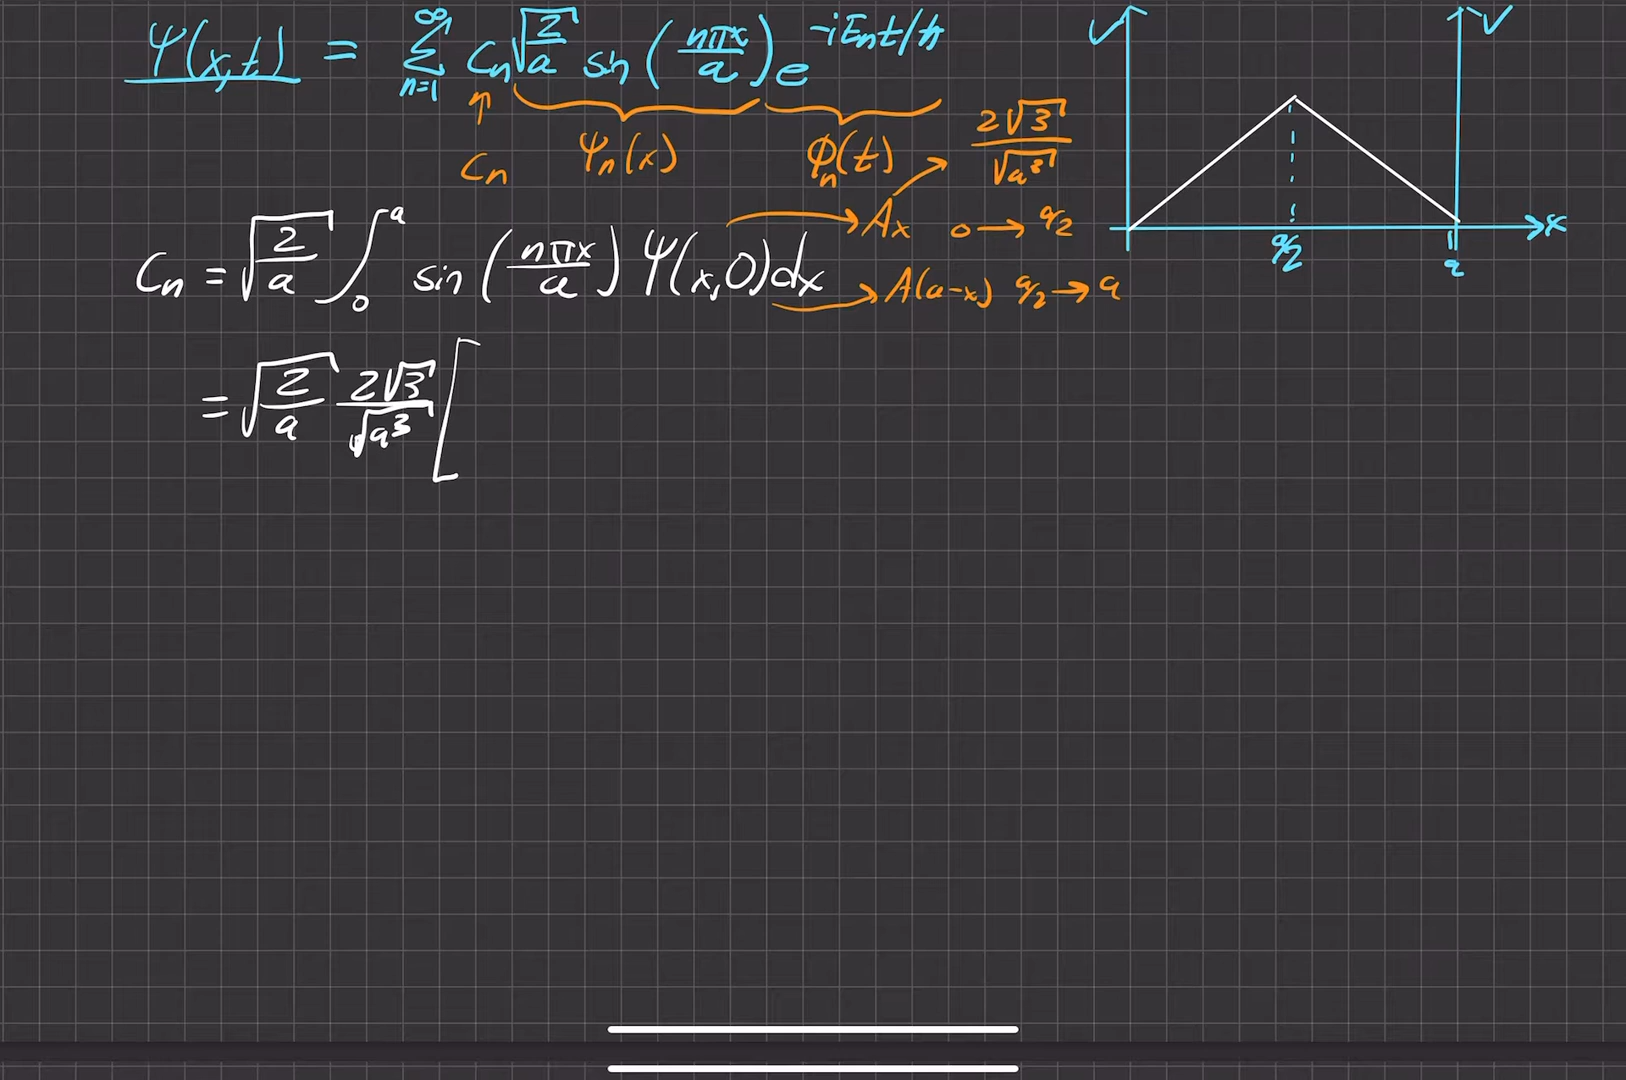 Ψ(x,t) = Σ_{n=1}^{∞} c_n √(2/a) sin(nπx/a) e^{-iE_n t/ħ}
↑ c_n ψ_n(x) φ_n(t)
c_n = √(2/a) ∫_0^a sin(nπx/a) Ψ(x,0)dx
→ Ax 0 → a/2
→ 2√3/√a³
→ A(a-x) a/2 → a
= √(2/a) 2√3/√a³ [
V V
a/2 a x